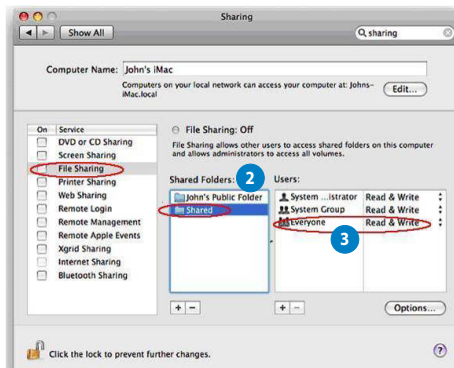 Sharing
Show All
sharing
Computer Name: John's iMac
Computers on your local network can access your computer at: Johns-
iMac.local
Edit...
On Service
DVD or CD Sharing
Screen Sharing
File Sharing
Printer Sharing
Web Sharing
Remote Login
Remote Management
Remote Apple Events
Xgrid Sharing
Internet Sharing
Bluetooth Sharing
File Sharing: Off
File Sharing allows other users to access shared folders on this computer
and allows administrators to access all volumes.
Shared Folders: 2
John's Public Folder
Shared
Users:
System ...istrator Read & Write
System Group Read & Write
Everyone Read & Write
3
+ −
+ −
Options...
Click the lock to prevent further changes.
?